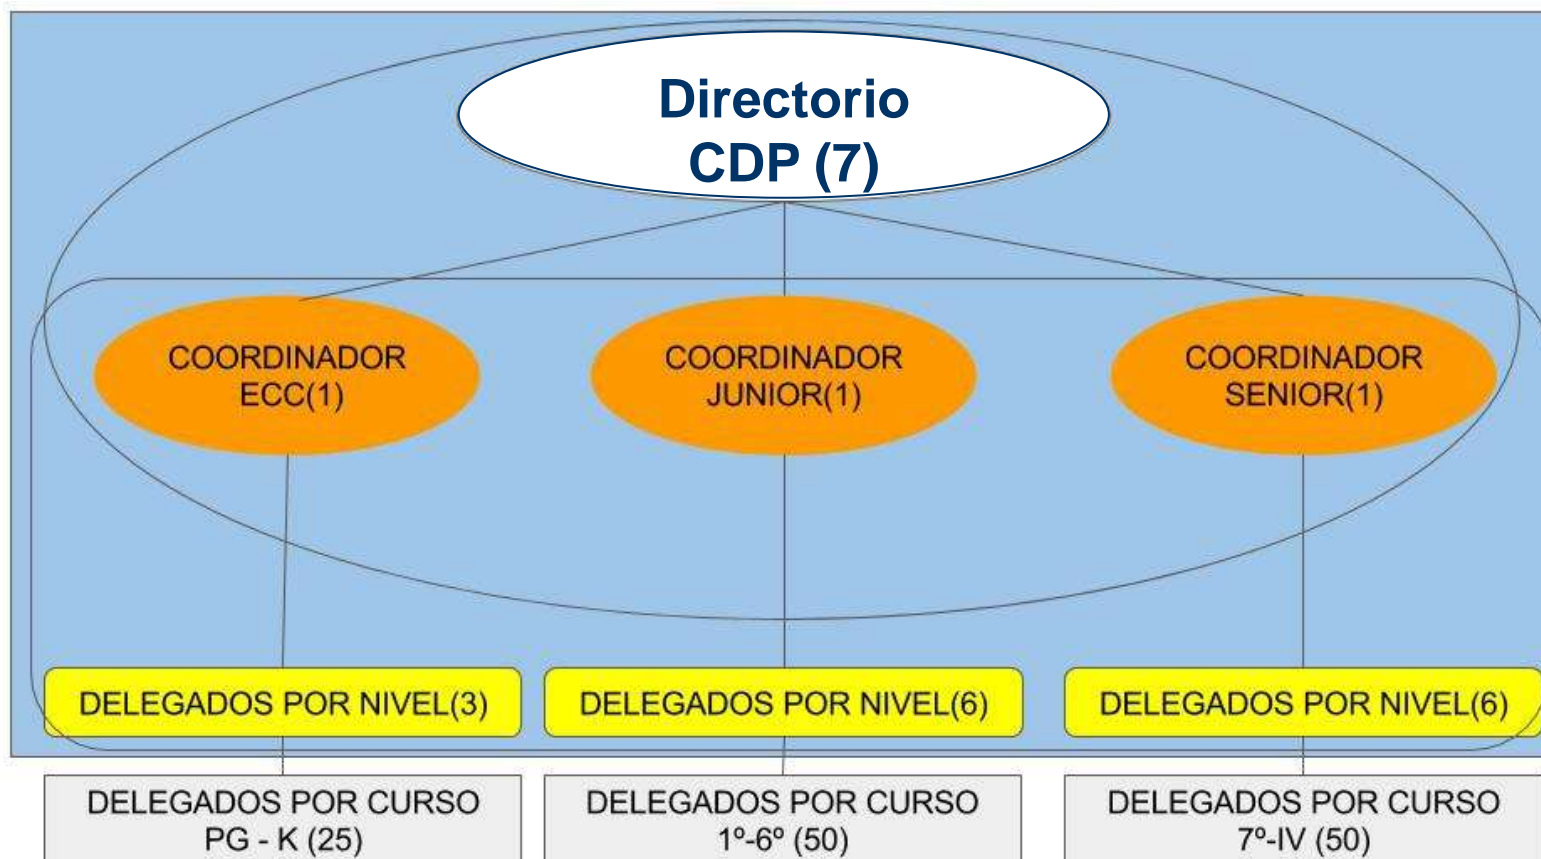 Directorio
CDP (7)
COORDINADOR
ECC(1)
COORDINADOR
JUNIOR(1)
COORDINADOR
SENIOR(1)
DELEGADOS POR NIVEL(3)
DELEGADOS POR NIVEL(6)
DELEGADOS POR NIVEL(6)
DELEGADOS POR CURSO
PG - K (25)
DELEGADOS POR CURSO
1º-6º (50)
DELEGADOS POR CURSO
7º-IV (50)